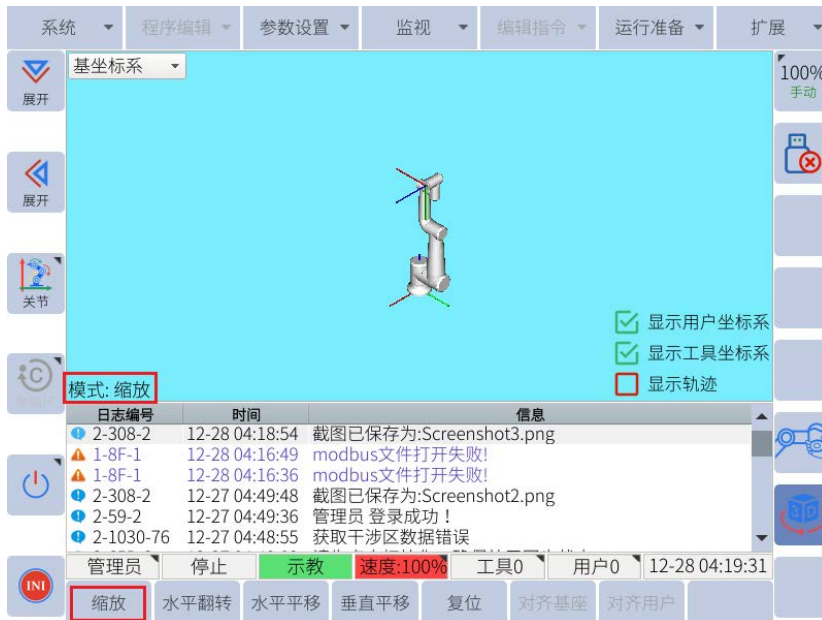 系统 程序编辑 参数设置 监视 编辑指令 运行准备 扩展
基坐标系
展开
展开
关节
100%
手动
显示用户坐标系
显示工具坐标系
显示轨迹
模式: 缩放
日志编号 时间 信息
2-308-2 12-28 04:18:54 截图已保存为:Screenshot3.png
1-8F-1 12-28 04:16:49 modbus文件打开失败!
1-8F-1 12-28 04:16:36 modbus文件打开失败!
2-308-2 12-27 04:49:48 截图已保存为:Screenshot2.png
2-59-2 12-27 04:49:36 管理员 登录成功！
2-1030-76 12-27 04:48:55 获取干涉区数据错误
管理员 停止 示教 速度:100% 工具0 用户0 12-28 04:19:31
INI
3D
缩放 水平翻转 水平平移 垂直平移 复位 对齐基座 对齐用户